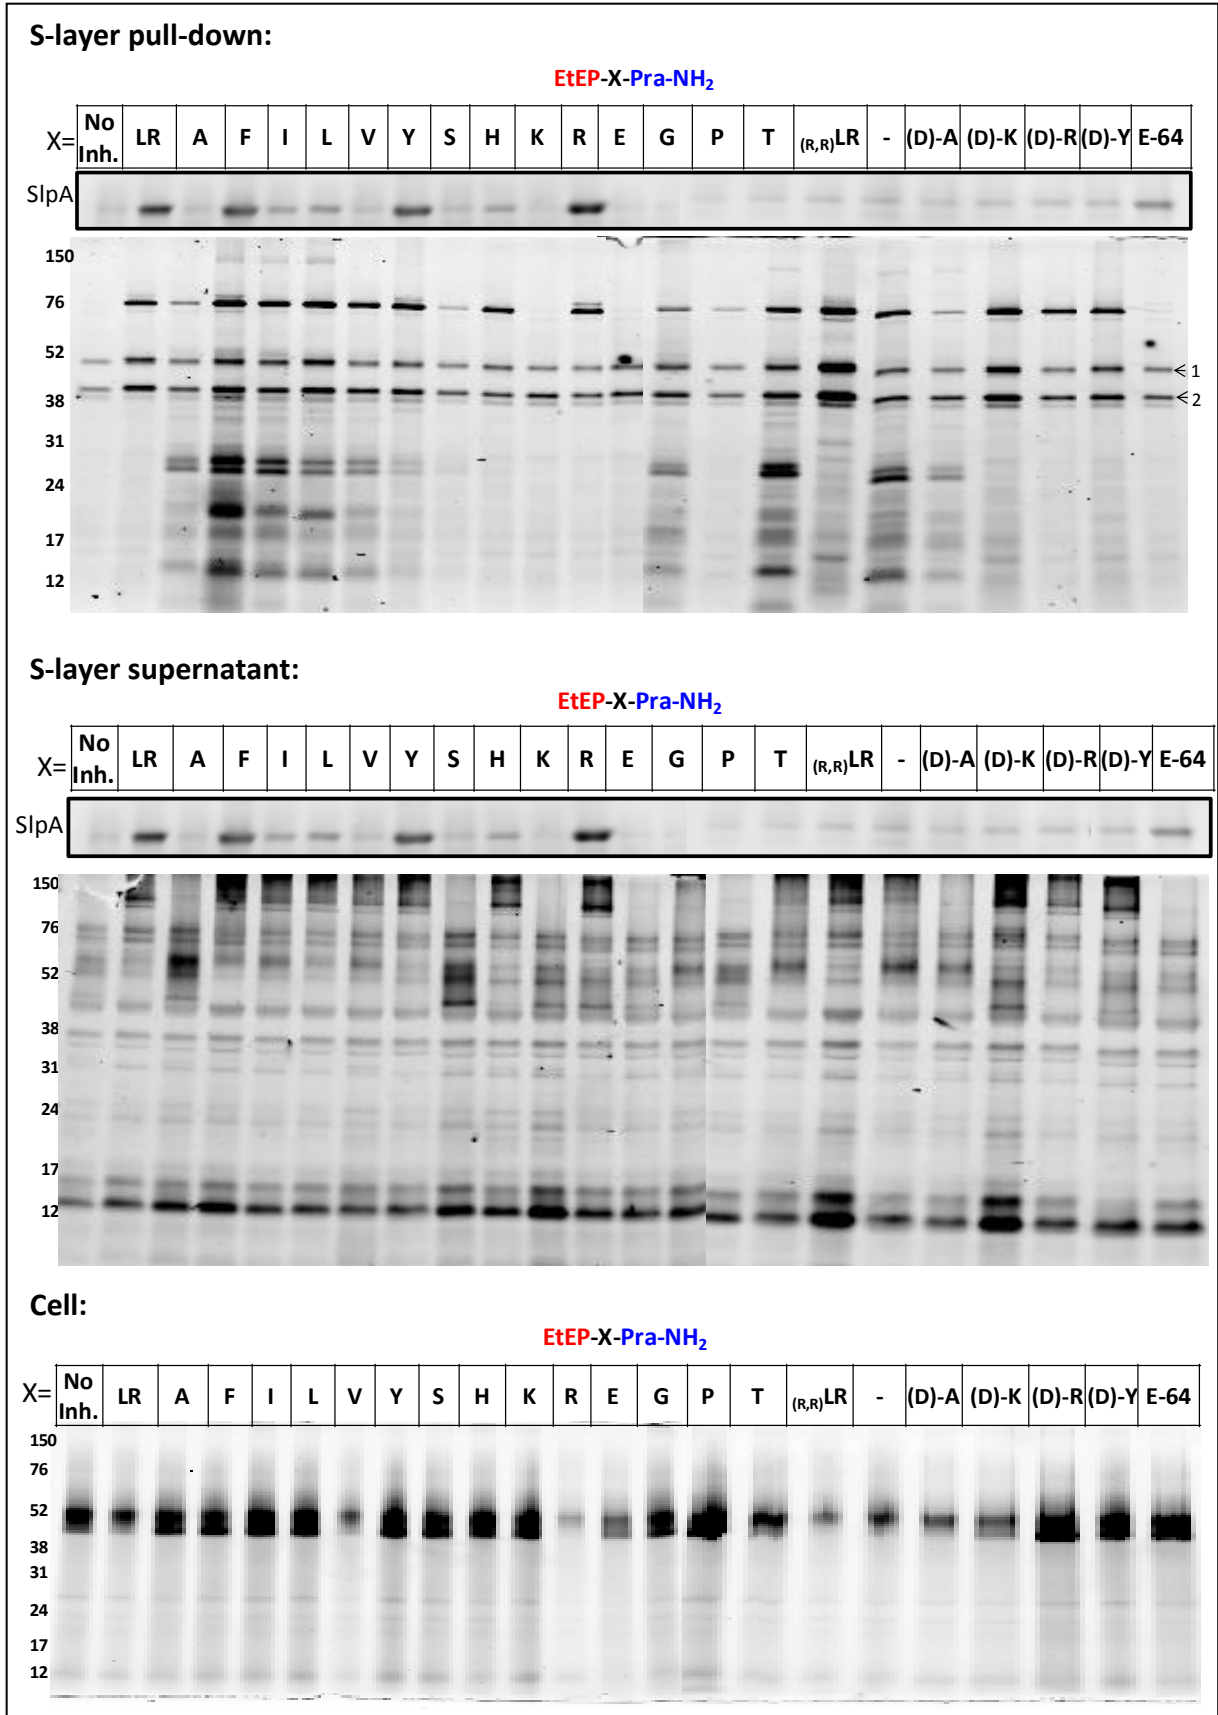 S-layer pull-down:
EtEP-X-Pra-NH2
X= No Inh. LR A F I L V Y S H K R E G P T (R,R)LR - (D)-A (D)-K (D)-R (D)-Y E-64
SlpA
150
76
52
1
38
2
31
24
17
12
S-layer supernatant:
EtEP-X-Pra-NH2
X= No Inh. LR A F I L V Y S H K R E G P T (R,R)LR - (D)-A (D)-K (D)-R (D)-Y E-64
SlpA
150
76
52
38
31
24
17
12
Cell:
EtEP-X-Pra-NH2
X= No Inh. LR A F I L V Y S H K R E G P T (R,R)LR - (D)-A (D)-K (D)-R (D)-Y E-64
150
76
52
38
31
24
17
12